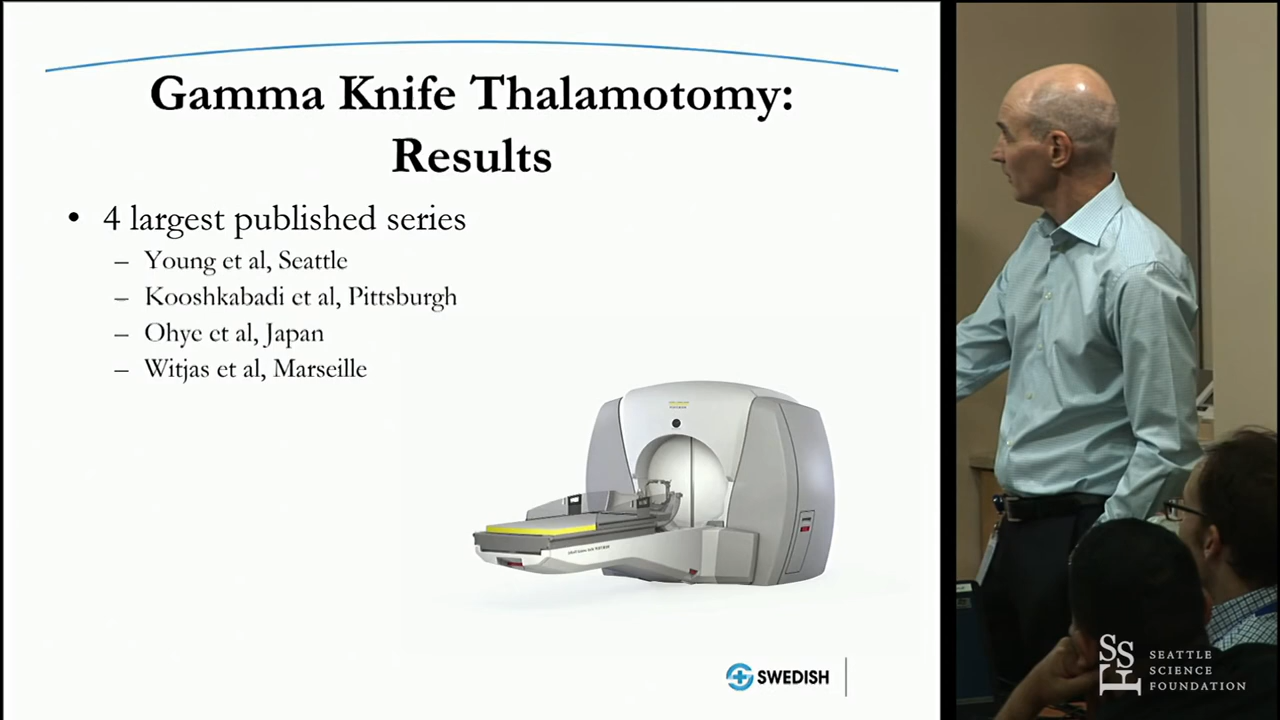 Gamma Knife Thalamotomy:
Results
• 4 largest published series
– Young et al, Seattle
– Kooshkabadi et al, Pittsburgh
– Ohye et al, Japan
– Witjas et al, Marseille
SWEDISH
SSF
SEATTLE
SCIENCE
FOUNDATION